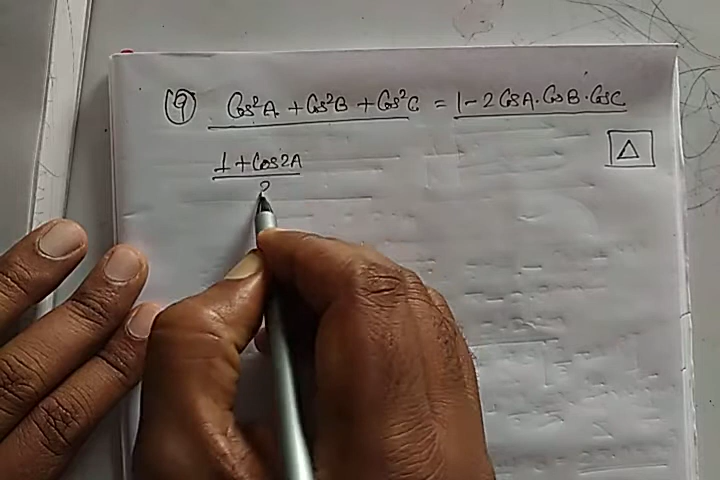 (9) Cos²A + Cos²B + Cos²C = 1 - 2 CosA. CosB. CosC
△
1 + Cos2A
2